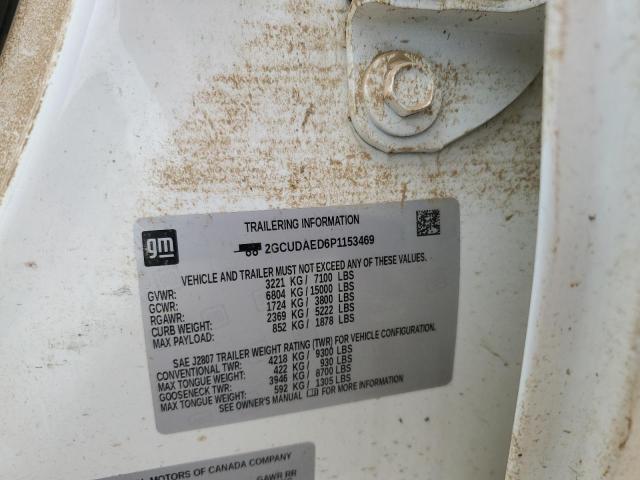 TRAILERING INFORMATION
gm
2GCUDAED6P1153469
VEHICLE AND TRAILER MUST NOT EXCEED ANY OF THESE VALUES.
GVWR: 3221 KG / 7100 LBS
GCWR: 6804 KG / 15000 LBS
RGAWR: 1724 KG / 3800 LBS
CURB WEIGHT: 2369 KG / 5222 LBS
MAX PAYLOAD: 852 KG / 1878 LBS
SAE J2807 TRAILER WEIGHT RATING (TWR) FOR VEHICLE CONFIGURATION.
CONVENTIONAL TWR: 4218 KG / 9300 LBS
MAX TONGUE WEIGHT: 422 KG / 930 LBS
GOOSENECK TWR: 3946 KG / 8700 LBS
MAX TONGUE WEIGHT: 592 KG / 1305 LBS
SEE OWNER'S MANUAL FOR MORE INFORMATION
MOTORS OF CANADA COMPANY
GAWR RR